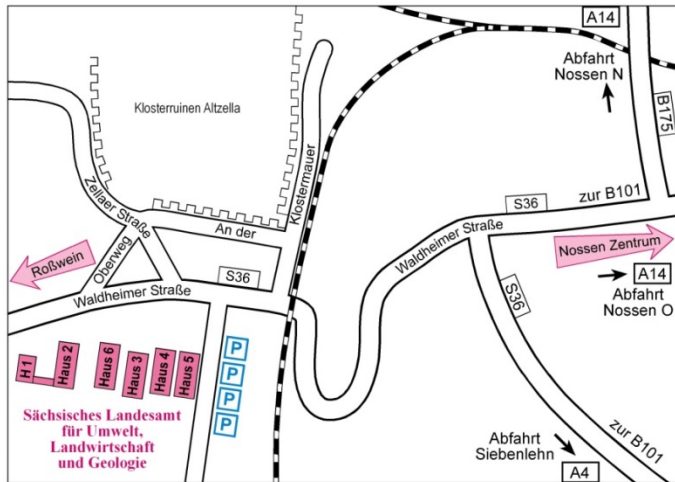 A14
Abfahrt
Nossen N
B175
Klosterruinen Altzella
Klostermauer
Zellaer Straße
An der
S36
zur B101
Waldheimer Straße
Nossen Zentrum
Roßwein
Oberweg
S36
Waldheimer Straße
A14
Abfahrt
Nossen O
S36
H 1
Haus 2
Haus 6
Haus 3
Haus 4
Haus 5
P
P
P
P
Sächsisches Landesamt
für Umwelt,
Landwirtschaft
und Geologie
Abfahrt
Siebenlehn
A4
zur B101